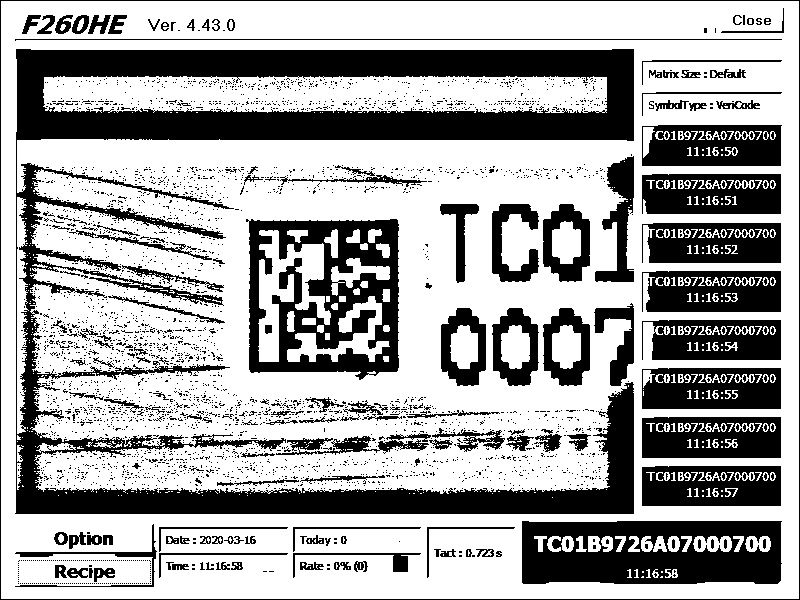 F260HE Ver. 4.43.0
Close
Matrix Size : Default
SymbolType : VeriCode
TC01B9726A07000700
11:16:50
TC01B9726A07000700
11:16:51
TC01B9726A07000700
11:16:52
TC01B9726A07000700
11:16:53
TC01B9726A07000700
11:16:54
TC01B9726A07000700
11:16:55
TC01B9726A07000700
11:16:56
TC01B9726A07000700
11:16:57
TC01
0007
Option
Recipe
Date : 2020-03-16
Time : 11:16:58
Today : 0
Rate : 0% (0)
Tact : 0.723 s
TC01B9726A07000700
11:16:58